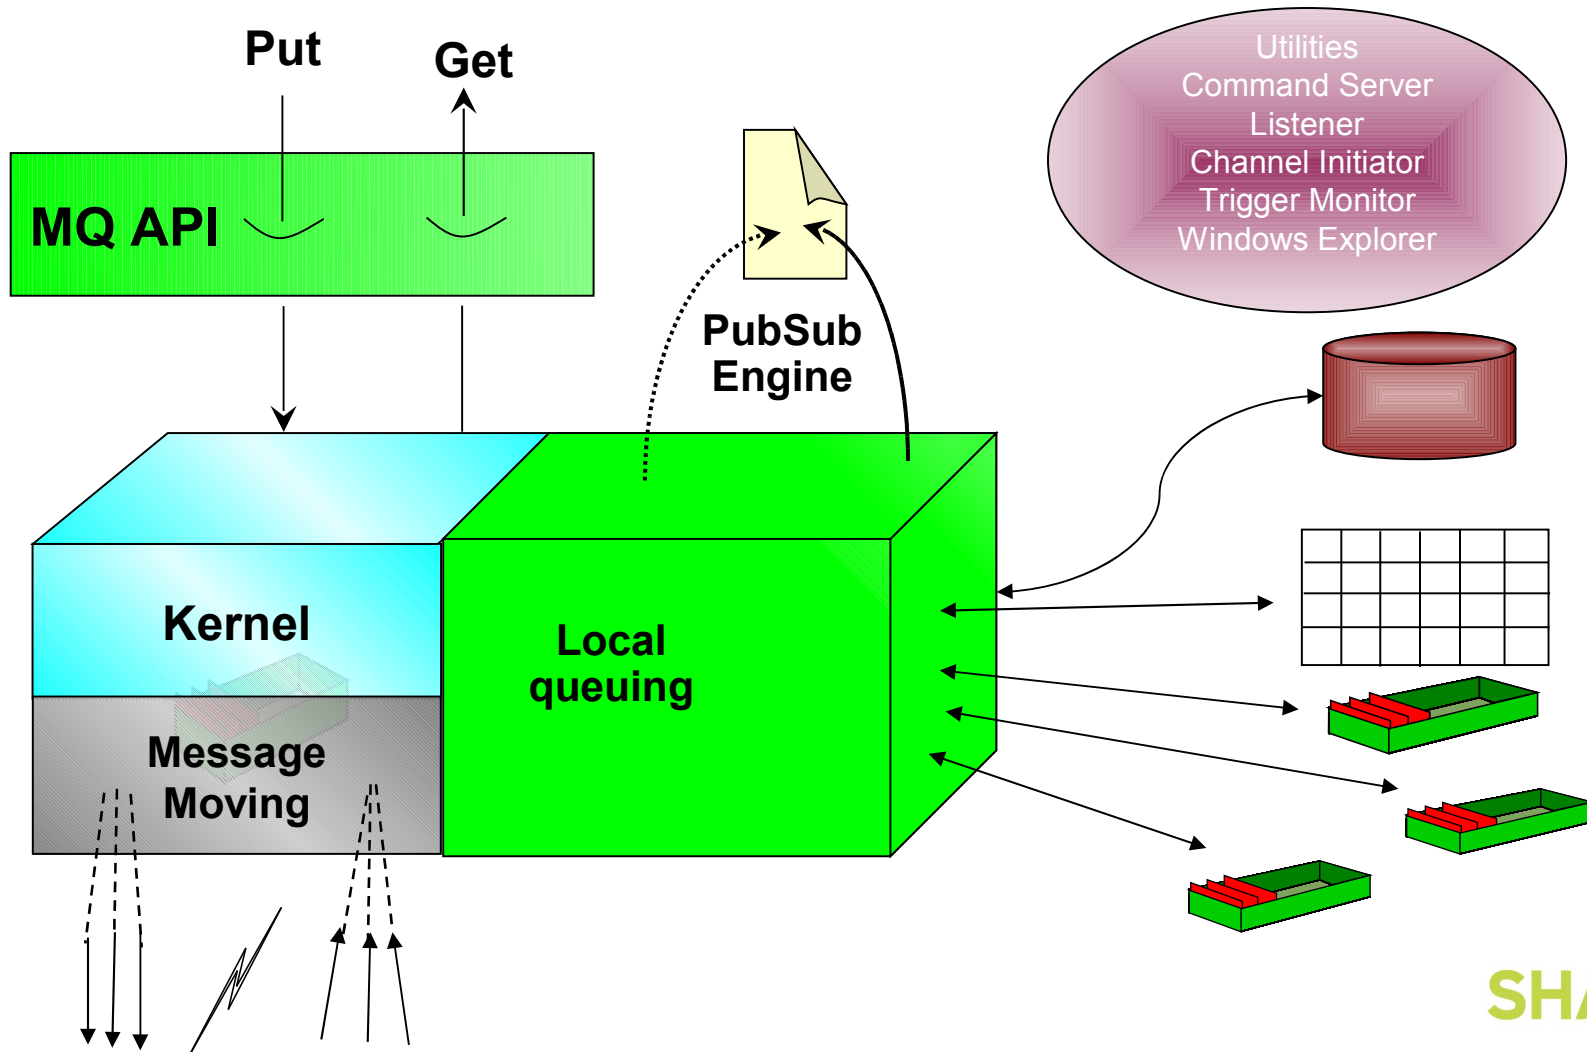 Put
Get
Utilities
Command Server
Listener
Channel Initiator
Trigger Monitor
Windows Explorer
MQ API
PubSub
Engine
Kernel
Local
queuing
Message
Moving
SHA